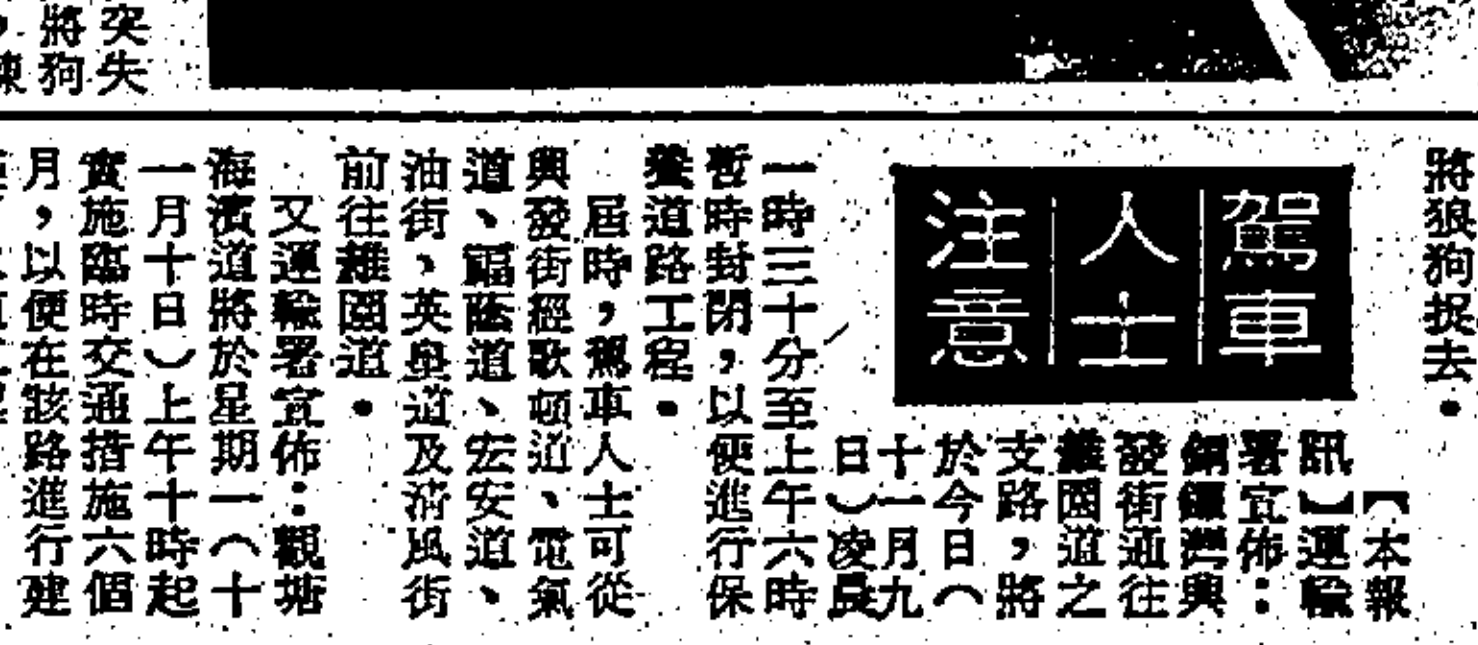 突失
將狗
將狼狗捉去．
駕車
人士
注意
【本報
訊】運輸
署宣佈：
銅鑼灣興
發街通往
維園道之
支路，將
於今日（
十一月九
日）凌晨
一時三十分至上午六時
暫時封閉，以便進行保
養道路工程．
屆時，駕車人士可從
興發街經歌頓道、電氣
道、福蔭道、宏安道、
油街、英皇道及清風街
前往維園道．
又運輸署宣佈：觀塘
海濱道將於星期一（十
一月十日）上午十時起
實施臨時交通措施六個
月，以便在該路進行建